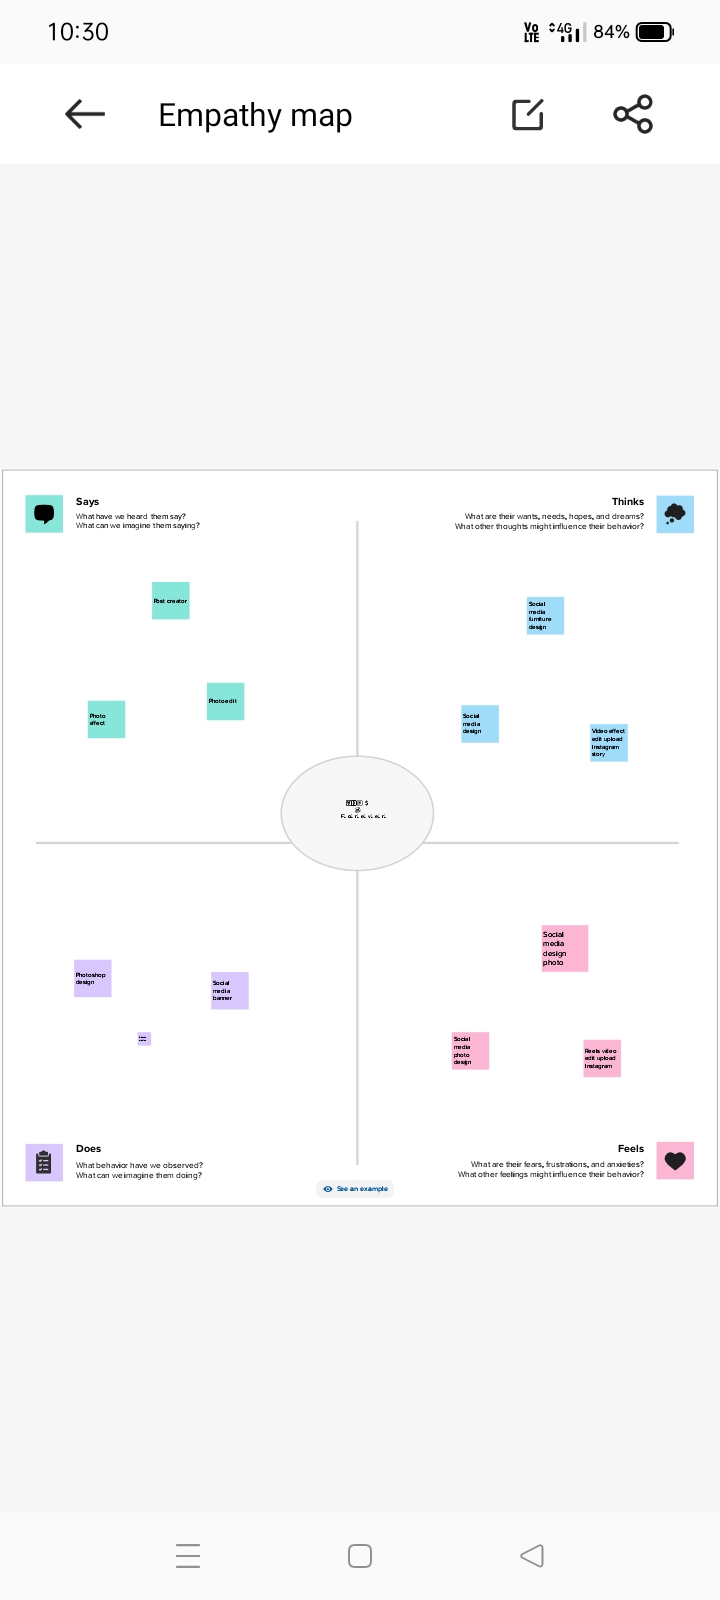 10:30
Vo
LTE
4G
84%
Empathy map
Says
What have we heard them say?
What can we imagine them saying?
Thinks
What are their wants, needs, hopes, and dreams?
What other thoughts might influence their behavior?
Post creator
Photo
effect
Photo edit
Social
media
furniture
design
Social
media
design
Video effect
edit upload
Instagram
story
Photoshop
design
Social
media
banner
Social
media
design
photo
Social
media
photo
design
Reels video
edit upload
Instagram
Does
What behavior have we observed?
What can we imagine them doing?
Feels
What are their fears, frustrations, and anxieties?
What other feelings might influence their behavior?
See an example